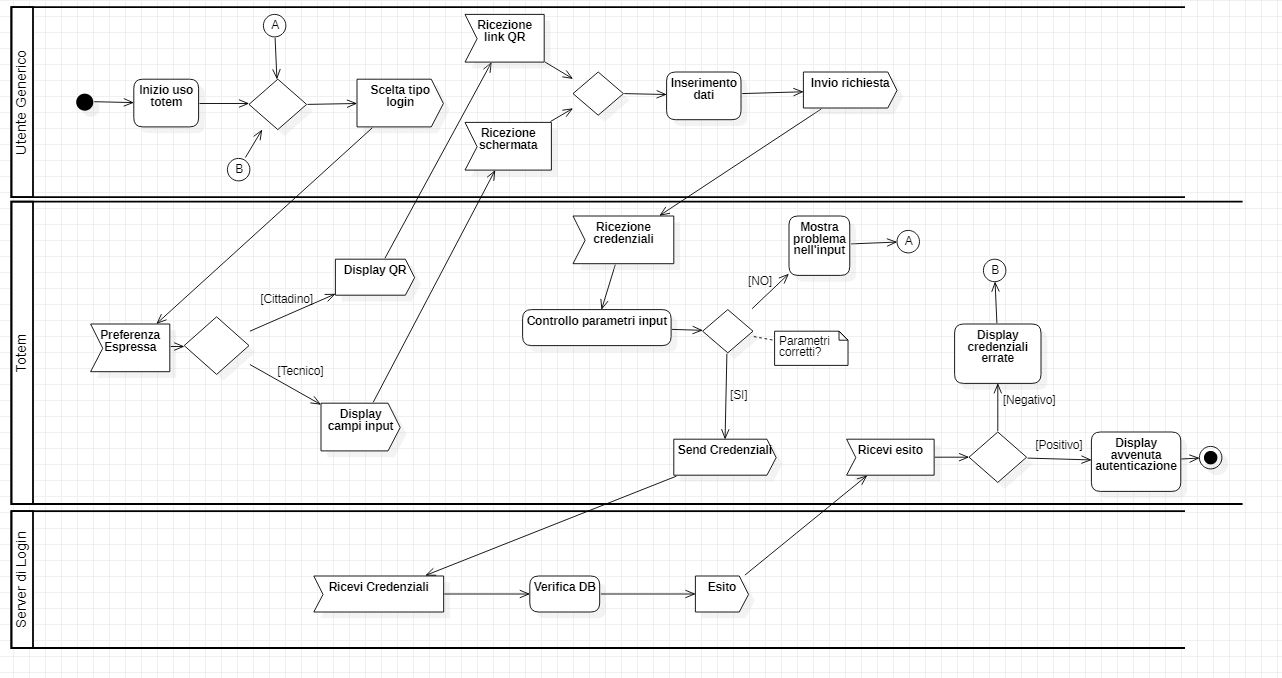 Utente Generico
A
Inizio uso
totem
B
Scelta tipo
login
Ricezione
link QR
Ricezione
schermata
Inserimento
dati
Invio richiesta
Totem
Preferenza
Espressa
[Cittadino]
Display QR
[Tecnico]
Display
campi input
Ricezione
credenziali
Controllo parametri input
[NO]
Mostra
problema
nell'input
A
Parametri
corretti?
[SI]
Send Credenziali
Ricevi esito
B
Display
credenziali
errate
[Negativo]
[Positivo]
Display
avvenuta
autenticazione
Server di Login
Ricevi Credenziali
Verifica DB
Esito